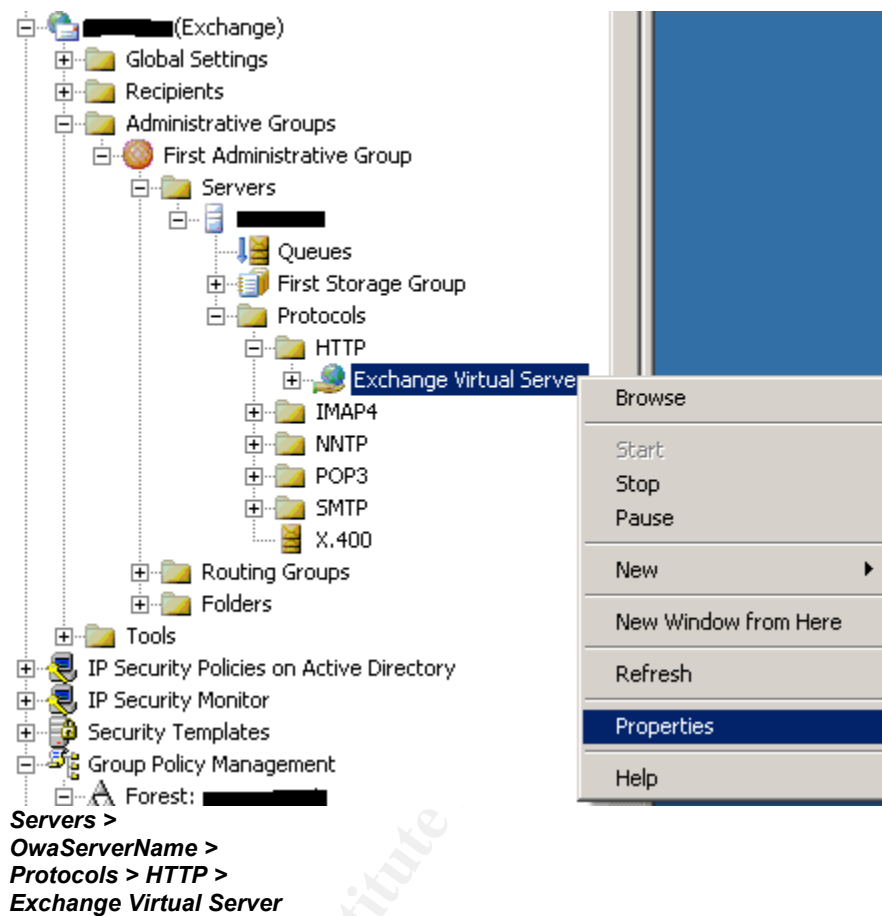 (Exchange)
Global Settings
Recipients
Administrative Groups
First Administrative Group
Servers
Queues
First Storage Group
Protocols
HTTP
Exchange Virtual Server
IMAP4
NNTP
POP3
SMTP
X.400
Routing Groups
Folders
Tools
IP Security Policies on Active Directory
IP Security Monitor
Security Templates
Group Policy Management
Forest:
Browse
Start
Stop
Pause
New
New Window from Here
Refresh
Properties
Help
Servers >
OwaServerName >
Protocols > HTTP >
Exchange Virtual Server